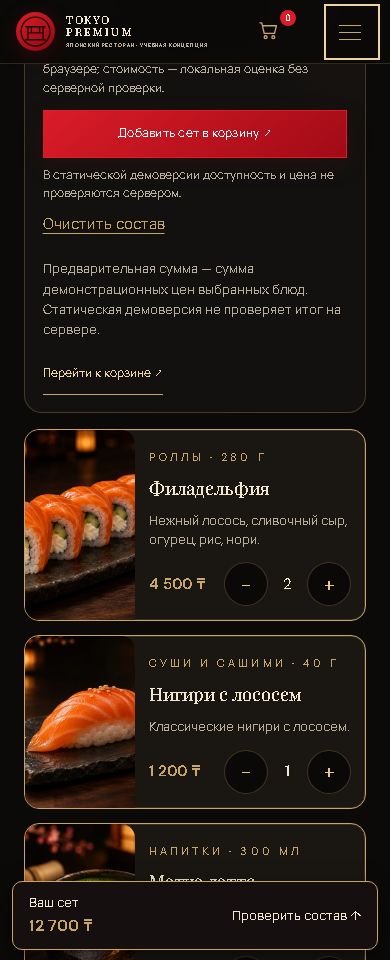 TOKYO
PREMIUM
ЯПОНСКИЙ РЕСТОРАН · УЧЕБНАЯ КОНЦЕПЦИЯ
0
браузере; стоимость — локальная оценка без
серверной проверки.
Добавить сет в корзину ↗
В статической демоверсии доступность и цена не
проверяются сервером.
Очистить состав
Предварительная сумма — сумма
демонстрационных цен выбранных блюд.
Статическая демоверсия не проверяет итог на
сервере.
Перейти к корзине ↗
РОЛЛЫ · 280 Г
Филадельфия
Нежный лосось, сливочный сыр,
огурец, рис, нори.
4 500 ₸ − 2 +
СУШИ И САШИМИ · 40 Г
Нигири с лососем
Классические нигири с лососем.
1 200 ₸ − 1 +
НАПИТКИ · 300 МЛ
Ваш сет
12 700 ₸
Проверить состав ↑